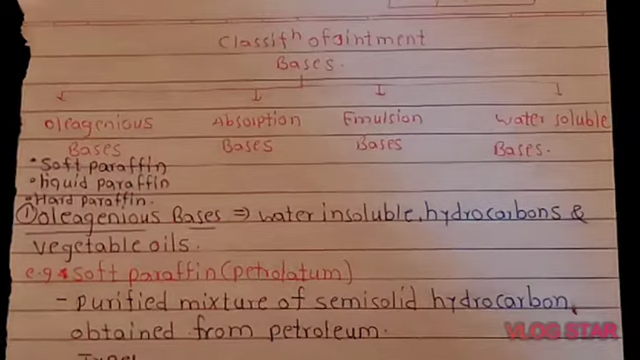 Classifⁿ of ointment
Bases.
Oleagenious Absorption Emulsion water soluble
Bases Bases Bases Bases.
• Soft paraffin
• liquid paraffin
• Hard paraffin.
① oleagenious Bases ⇒ water insoluble, hydrocarbons &
vegetable oils.
e.g * soft paraffin (petrolatum)
- purified mixture of semisolid hydrocarbon,
obtained from petroleum.
VLOG STAR